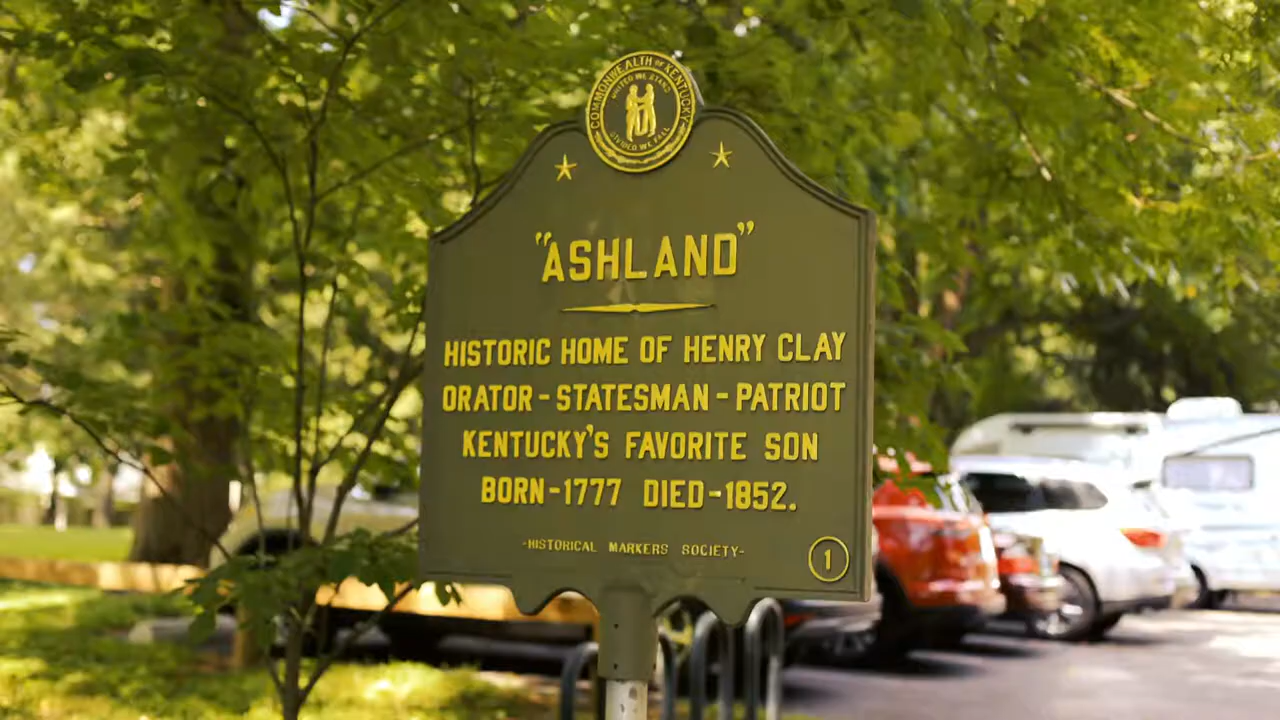 COMMONWEALTH OF KENTUCKY
UNITED WE STAND
DIVIDED WE FALL
"ASHLAND"
HISTORIC HOME OF HENRY CLAY
ORATOR-STATESMAN-PATRIOT
KENTUCKY'S FAVORITE SON
BORN-1777 DIED-1852.
-HISTORICAL MARKERS SOCIETY-
1